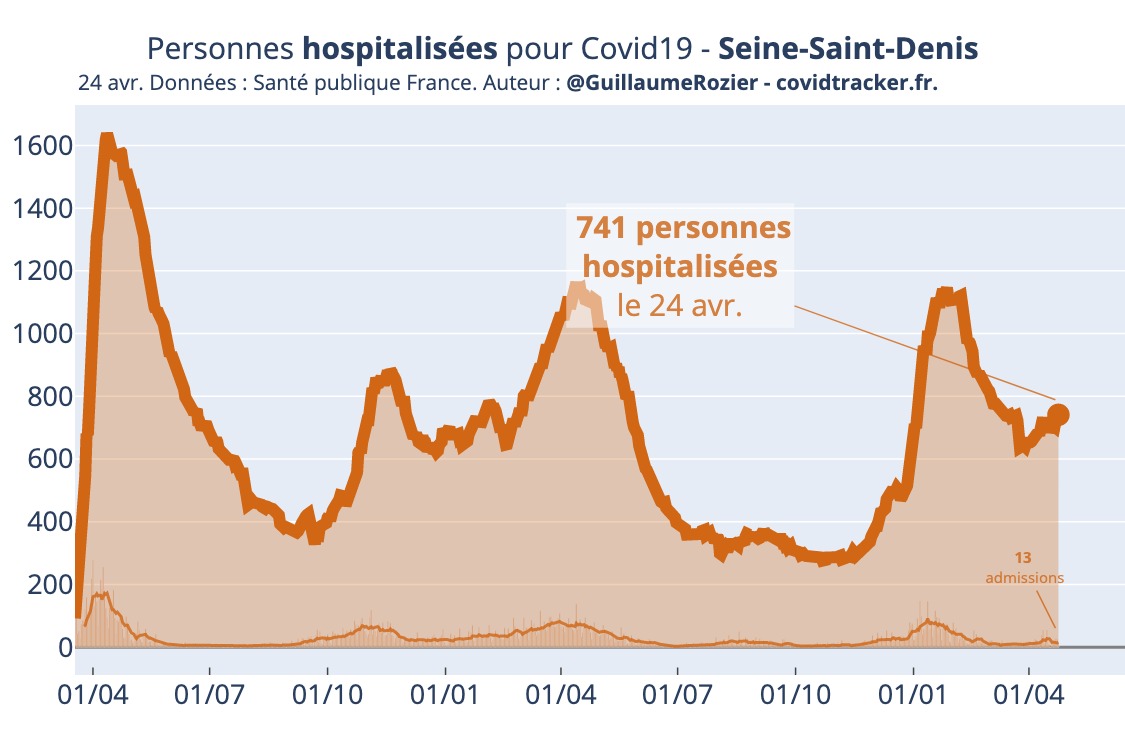 Personnes hospitalisées pour Covid19 - Seine-Saint-Denis
24 avr. Données : Santé publique France. Auteur : @GuillaumeRozier - covidtracker.fr.
1600
1400
1200
1000
800
600
400
200
0
741 personnes
hospitalisées
le 24 avr.
13
admissions
01/04 01/07 01/10 01/01 01/04 01/07 01/10 01/01 01/04